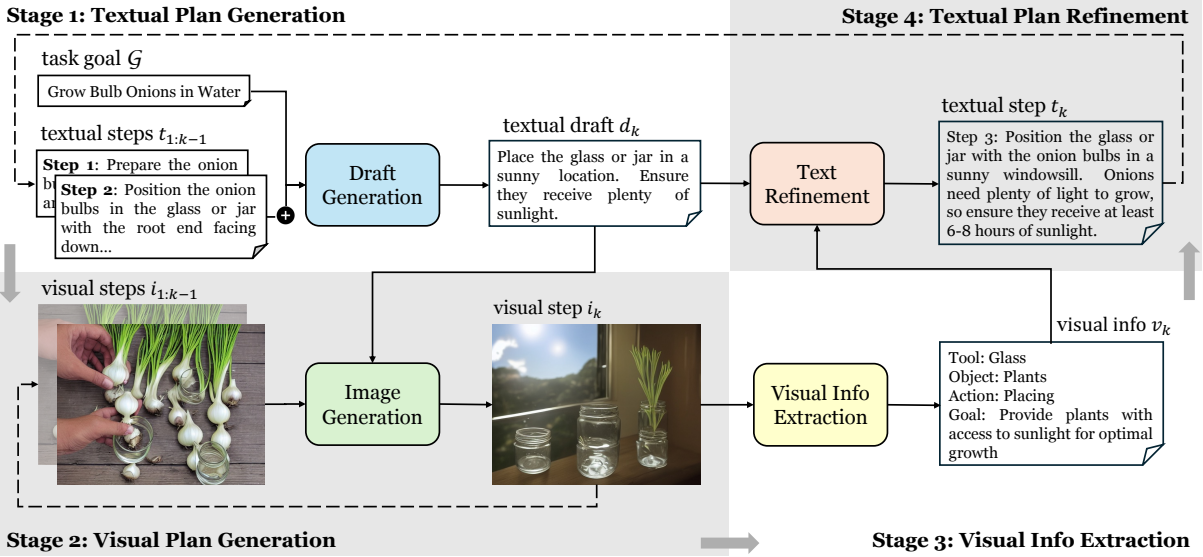 Stage 1: Textual Plan Generation
Stage 4: Textual Plan Refinement
task goal 𝒢
Grow Bulb Onions in Water
textual steps t₁:ₖ₋₁
Step 1: Prepare the onion
Step 2: Position the onion
bulbs in the glass or jar
with the root end facing
down...
+
Draft
Generation
textual draft dₖ
Place the glass or jar in a
sunny location. Ensure
they receive plenty of
sunlight.
Text
Refinement
textual step tₖ
Step 3: Position the glass or
jar with the onion bulbs in a
sunny windowsill. Onions
need plenty of light to grow,
so ensure they receive at least
6-8 hours of sunlight.
visual steps i₁:ₖ₋₁
Image
Generation
visual step iₖ
Visual Info
Extraction
visual info vₖ
Tool: Glass
Object: Plants
Action: Placing
Goal: Provide plants with
access to sunlight for optimal
growth
Stage 2: Visual Plan Generation
Stage 3: Visual Info Extraction